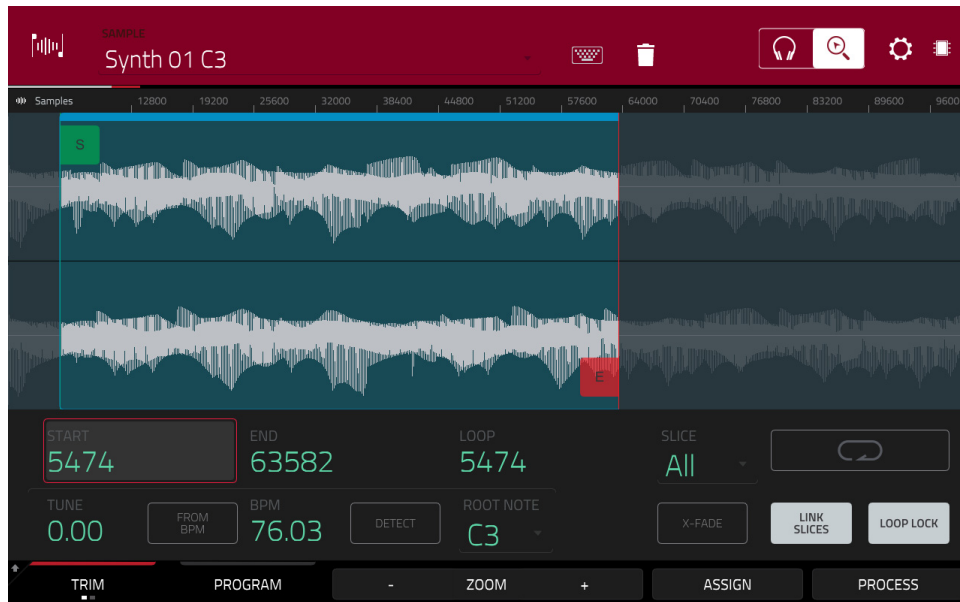 SAMPLE
Synth 01 C3
Samples 12800 19200 25600 32000 38400 44800 51200 57600 64000 70400 76800 83200 89600 9600
S
E
START END LOOP SLICE
5474 63582 5474 All
TUNE BPM ROOT NOTE
0.00 FROM BPM 76.03 DETECT C3 X-FADE LINK SLICES LOOP LOCK
TRIM PROGRAM - ZOOM + ASSIGN PROCESS